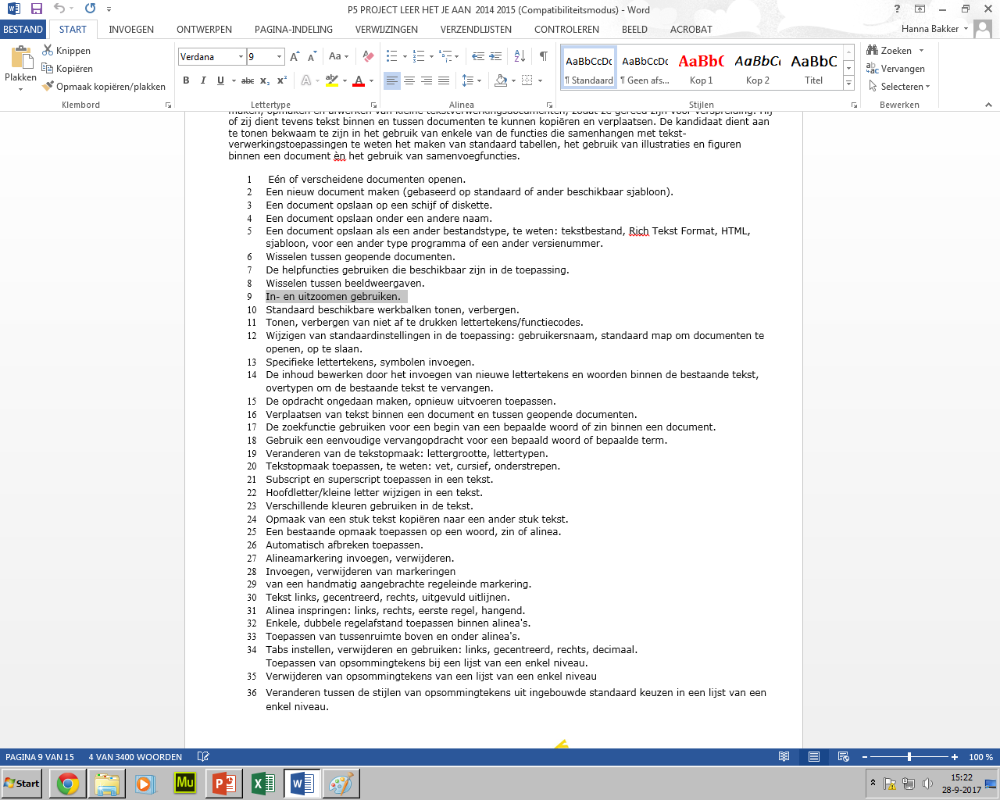 P5 PROJECT LEER HET JE AAN 2014 2015 (Compatibiliteitsmodus) - Word
BESTAND START INVOEGEN ONTWERPEN PAGINA-INDELING VERWIJZINGEN VERZENDLIJSTEN CONTROLEREN BEELD ACROBAT Hanna Bakker
Plakken
Knippen
Kopiëren
Opmaak kopiëren/plakken
Klembord
Verdana 9
Lettertype
Alinea
AaBbCcDc AaBbCcDc AaBbC AaBbCc AaBbC
¶ Standaard ¶ Geen afs... Kop 1 Kop 2 Titel
Stijlen
Zoeken
Vervangen
Selecteren
Bewerken
maken, opmaken en afwerken van kleine tekstverwerkingsdocumenten, zodat ze gereed zijn voor verspreiding. Hij
of zij dient tevens tekst binnen en tussen documenten te kunnen kopiëren en verplaatsen. De kandidaat dient aan
te tonen bekwaam te zijn in het gebruik van enkele van de functies die samenhangen met tekst-
verwerkingstoepassingen te weten het maken van standaard tabellen, het gebruik van illustraties en figuren
binnen een document èn het gebruik van samenvoegfuncties.
1 Eén of verscheidene documenten openen.
2 Een nieuw document maken (gebaseerd op standaard of ander beschikbaar sjabloon).
3 Een document opslaan op een schijf of diskette.
4 Een document opslaan onder een andere naam.
5 Een document opslaan als een ander bestandstype, te weten: tekstbestand, Rich Tekst Format, HTML,
sjabloon, voor een ander type programma of een ander versienummer.
6 Wisselen tussen geopende documenten.
7 De helpfuncties gebruiken die beschikbaar zijn in de toepassing.
8 Wisselen tussen beeldweergaven.
9 In- en uitzoomen gebruiken.
10 Standaard beschikbare werkbalken tonen, verbergen.
11 Tonen, verbergen van niet af te drukken lettertekens/functiecodes.
12 Wijzigen van standaardinstellingen in de toepassing: gebruikersnaam, standaard map om documenten te
openen, op te slaan.
13 Specifieke lettertekens, symbolen invoegen.
14 De inhoud bewerken door het invoegen van nieuwe lettertekens en woorden binnen de bestaande tekst,
overtypen om de bestaande tekst te vervangen.
15 De opdracht ongedaan maken, opnieuw uitvoeren toepassen.
16 Verplaatsen van tekst binnen een document en tussen geopende documenten.
17 De zoekfunctie gebruiken voor een begin van een bepaalde woord of zin binnen een document.
18 Gebruik een eenvoudige vervangopdracht voor een bepaald woord of bepaalde term.
19 Veranderen van de tekstopmaak: lettergrootte, lettertypen.
20 Tekstopmaak toepassen, te weten: vet, cursief, onderstrepen.
21 Subscript en superscript toepassen in een tekst.
22 Hoofdletter/kleine letter wijzigen in een tekst.
23 Verschillende kleuren gebruiken in de tekst.
24 Opmaak van een stuk tekst kopiëren naar een ander stuk tekst.
25 Een bestaande opmaak toepassen op een woord, zin of alinea.
26 Automatisch afbreken toepassen.
27 Alineamarkering invoegen, verwijderen.
28 Invoegen, verwijderen van markeringen
29 van een handmatig aangebrachte regeleinde markering.
30 Tekst links, gecentreerd, rechts, uitgevuld uitlijnen.
31 Alinea inspringen: links, rechts, eerste regel, hangend.
32 Enkele, dubbele regelafstand toepassen binnen alinea's.
33 Toepassen van tussenruimte boven en onder alinea's.
34 Tabs instellen, verwijderen en gebruiken: links, gecentreerd, rechts, decimaal.
Toepassen van opsommingtekens bij een lijst van een enkel niveau.
35 Verwijderen van opsommingtekens van een lijst van een enkel niveau
36 Veranderen tussen de stijlen van opsommingtekens uit ingebouwde standaard keuzen in een lijst van een
enkel niveau.
PAGINA 9 VAN 15 4 VAN 3400 WOORDEN 100 %
Start Mu 15:22
28-9-2017